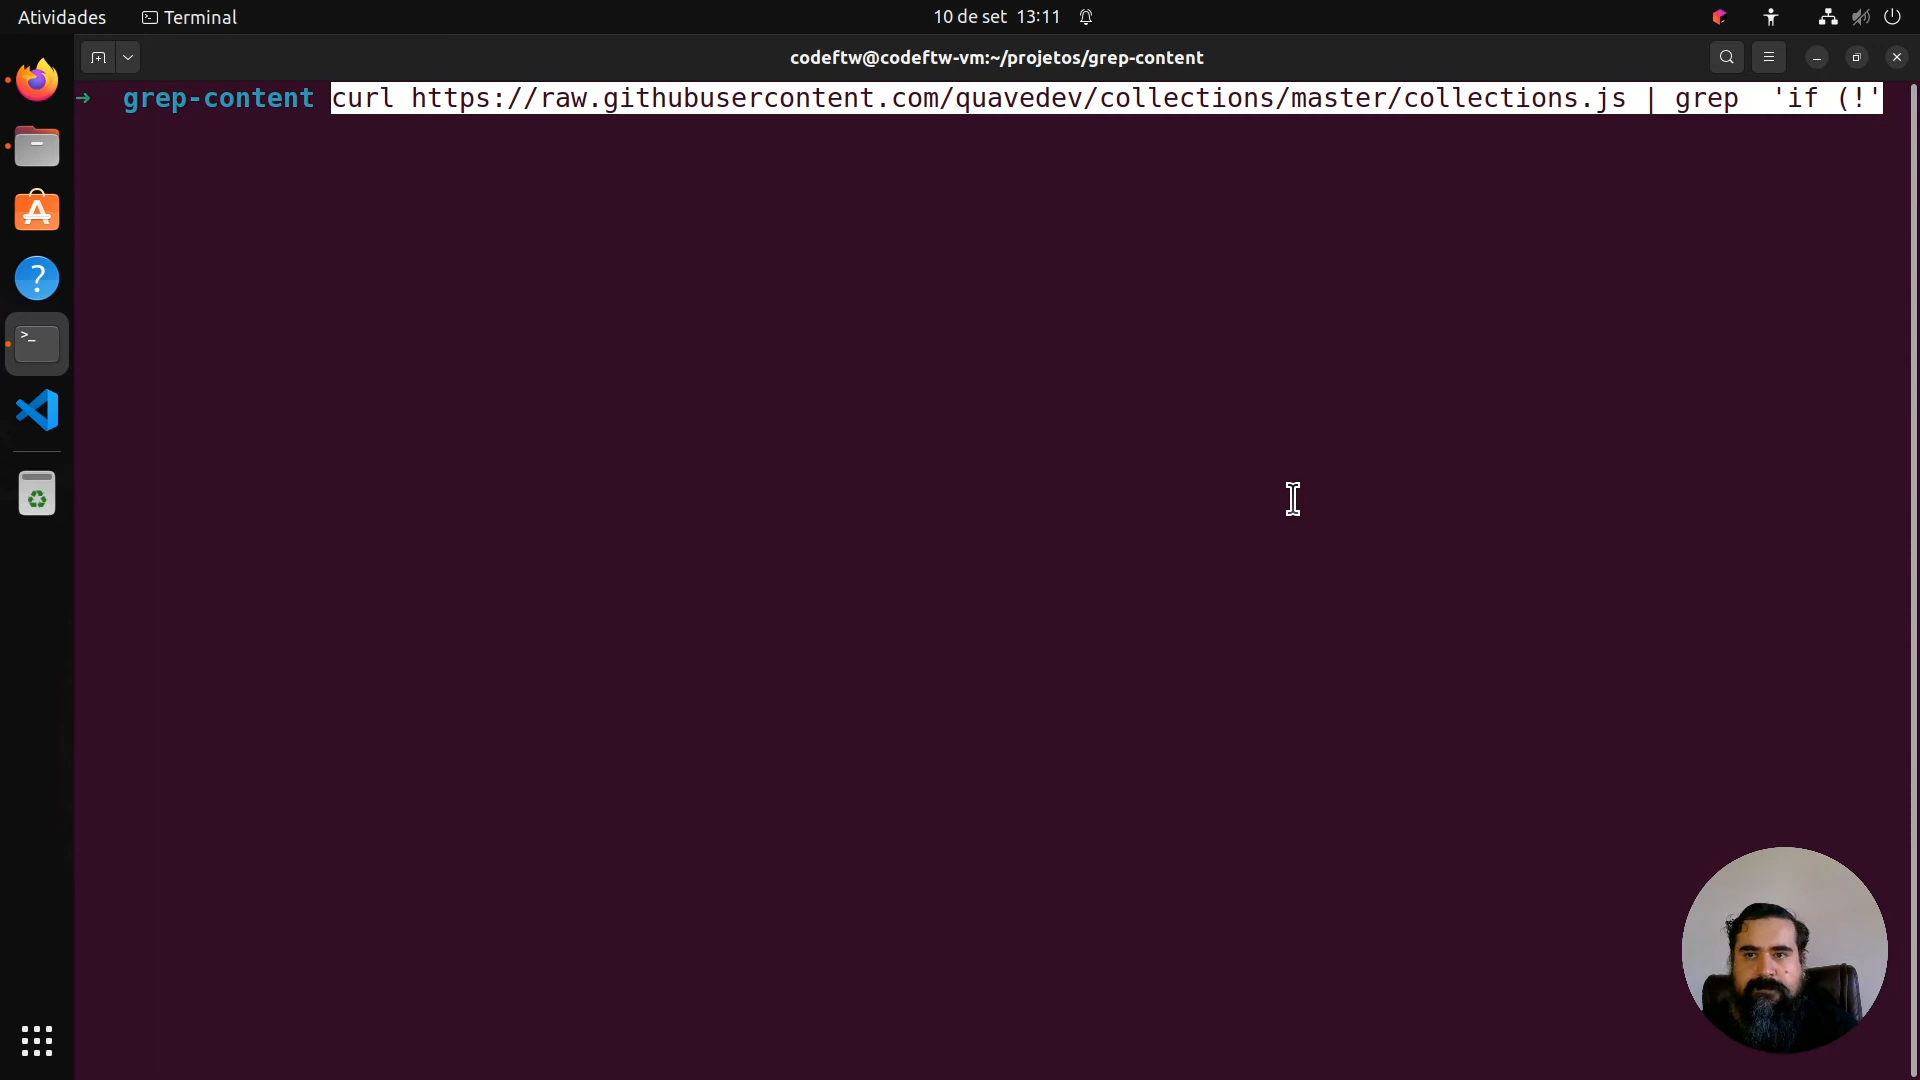 Atividades
Terminal
10 de set 13:11
codeftw@codeftw-vm:~/projetos/grep-content
➜ grep-content curl https://raw.githubusercontent.com/quavedev/collections/master/collections.js | grep  'if (!'